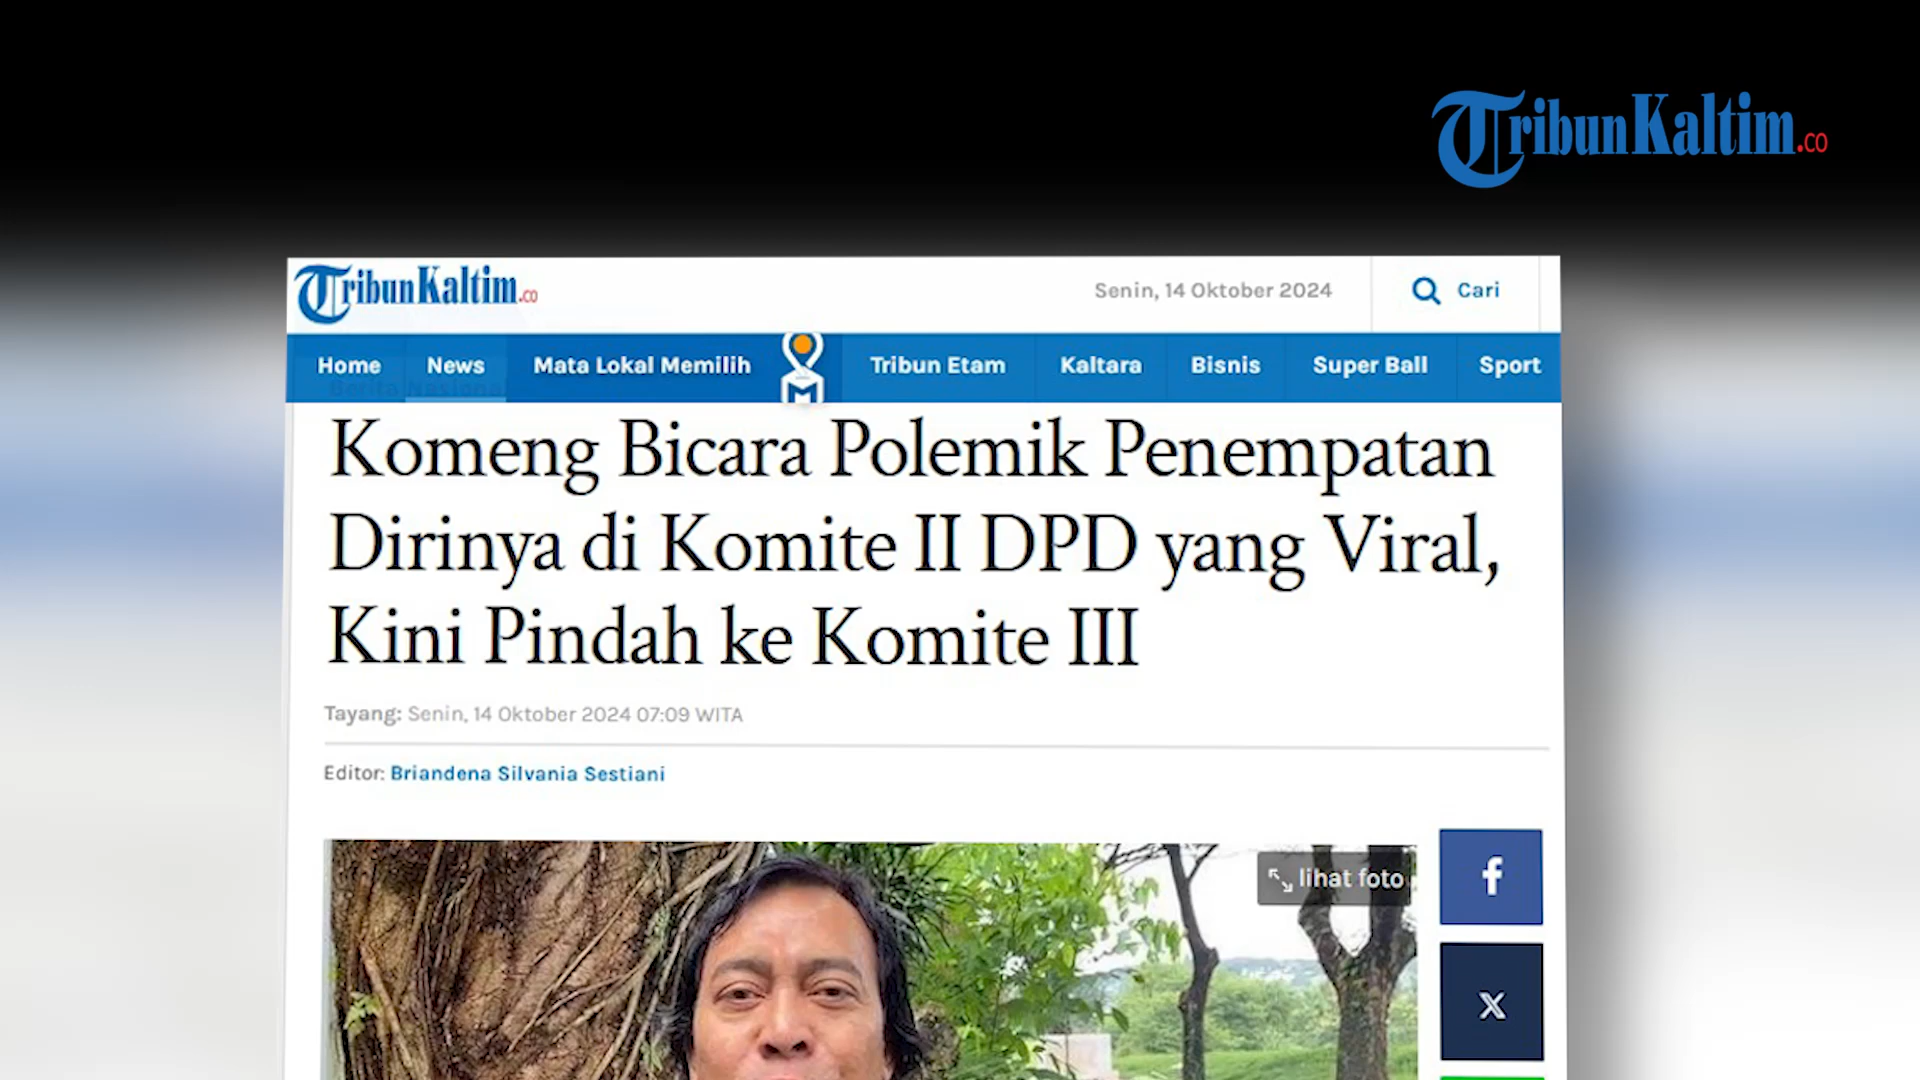 TribunKaltim.co
TribunKaltim.co
Senin, 14 Oktober 2024
Cari
Home
News
Mata Lokal Memilih
Tribun Etam
Kaltara
Bisnis
Super Ball
Sport
Berita Nasional
Komeng Bicara Polemik Penempatan
Dirinya di Komite II DPD yang Viral,
Kini Pindah ke Komite III
Tayang: Senin, 14 Oktober 2024 07:09 WITA
Editor: Briandena Silvania Sestiani
lihat foto